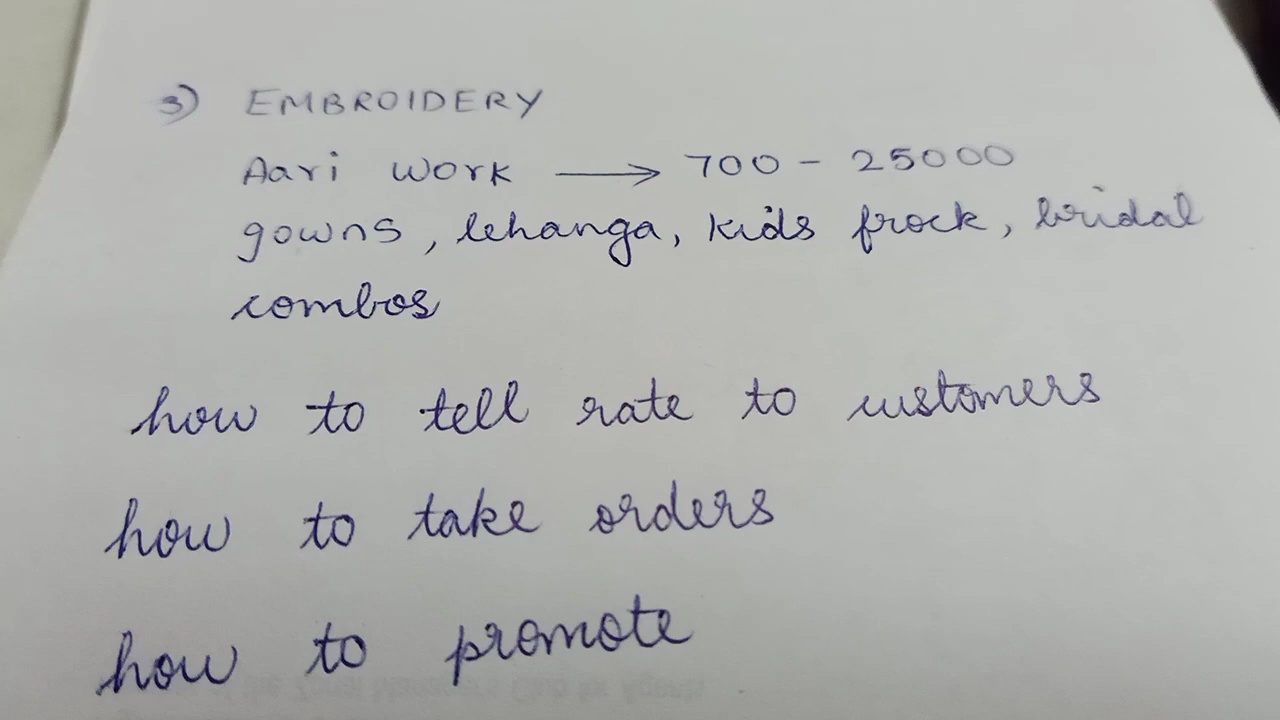 3) EMBROIDERY
Aari work → 700 - 25000
gowns, lehanga, kids frock, bridal
combos
how to tell rate to customers
how to take orders
how to promote